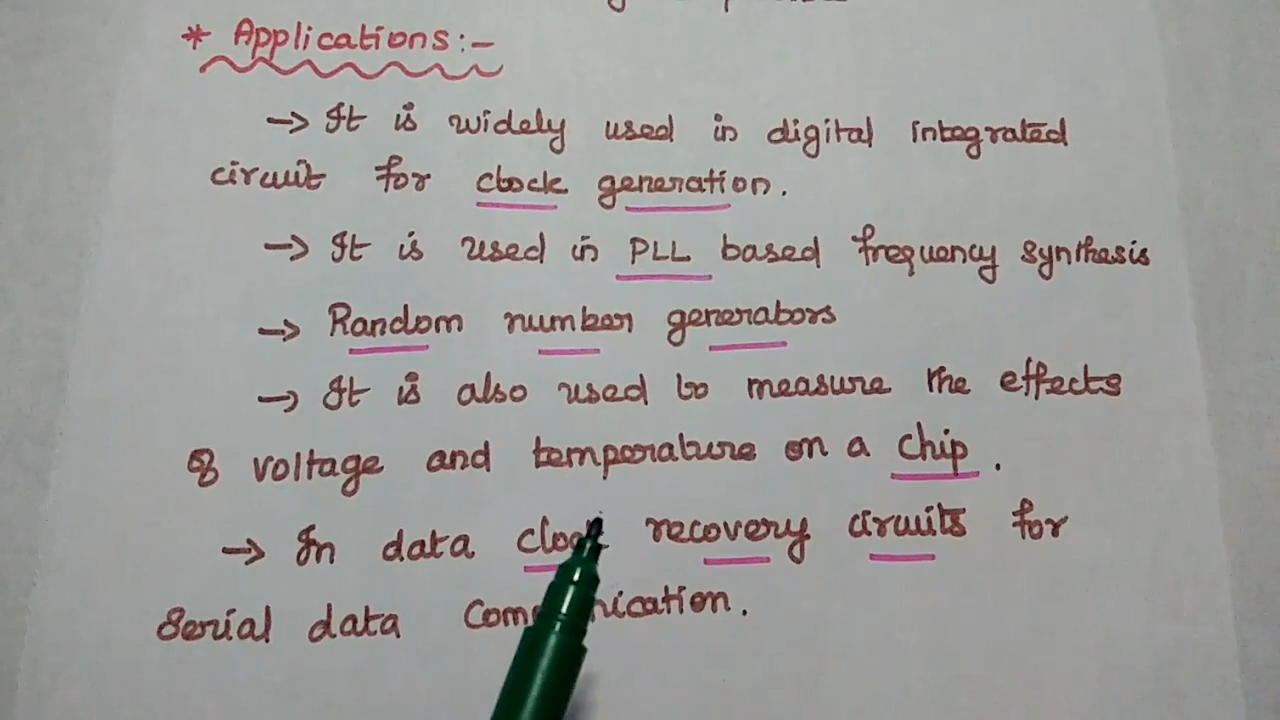 * Applications:-
→ It is widely used in digital integrated
circuit for clock generation.
→ It is used in PLL based frequency synthesis
→ Random number generators
→ It is also used to measure the effects
of voltage and temperature on a chip.
→ In data clock recovery circuits for
Serial data Communication.